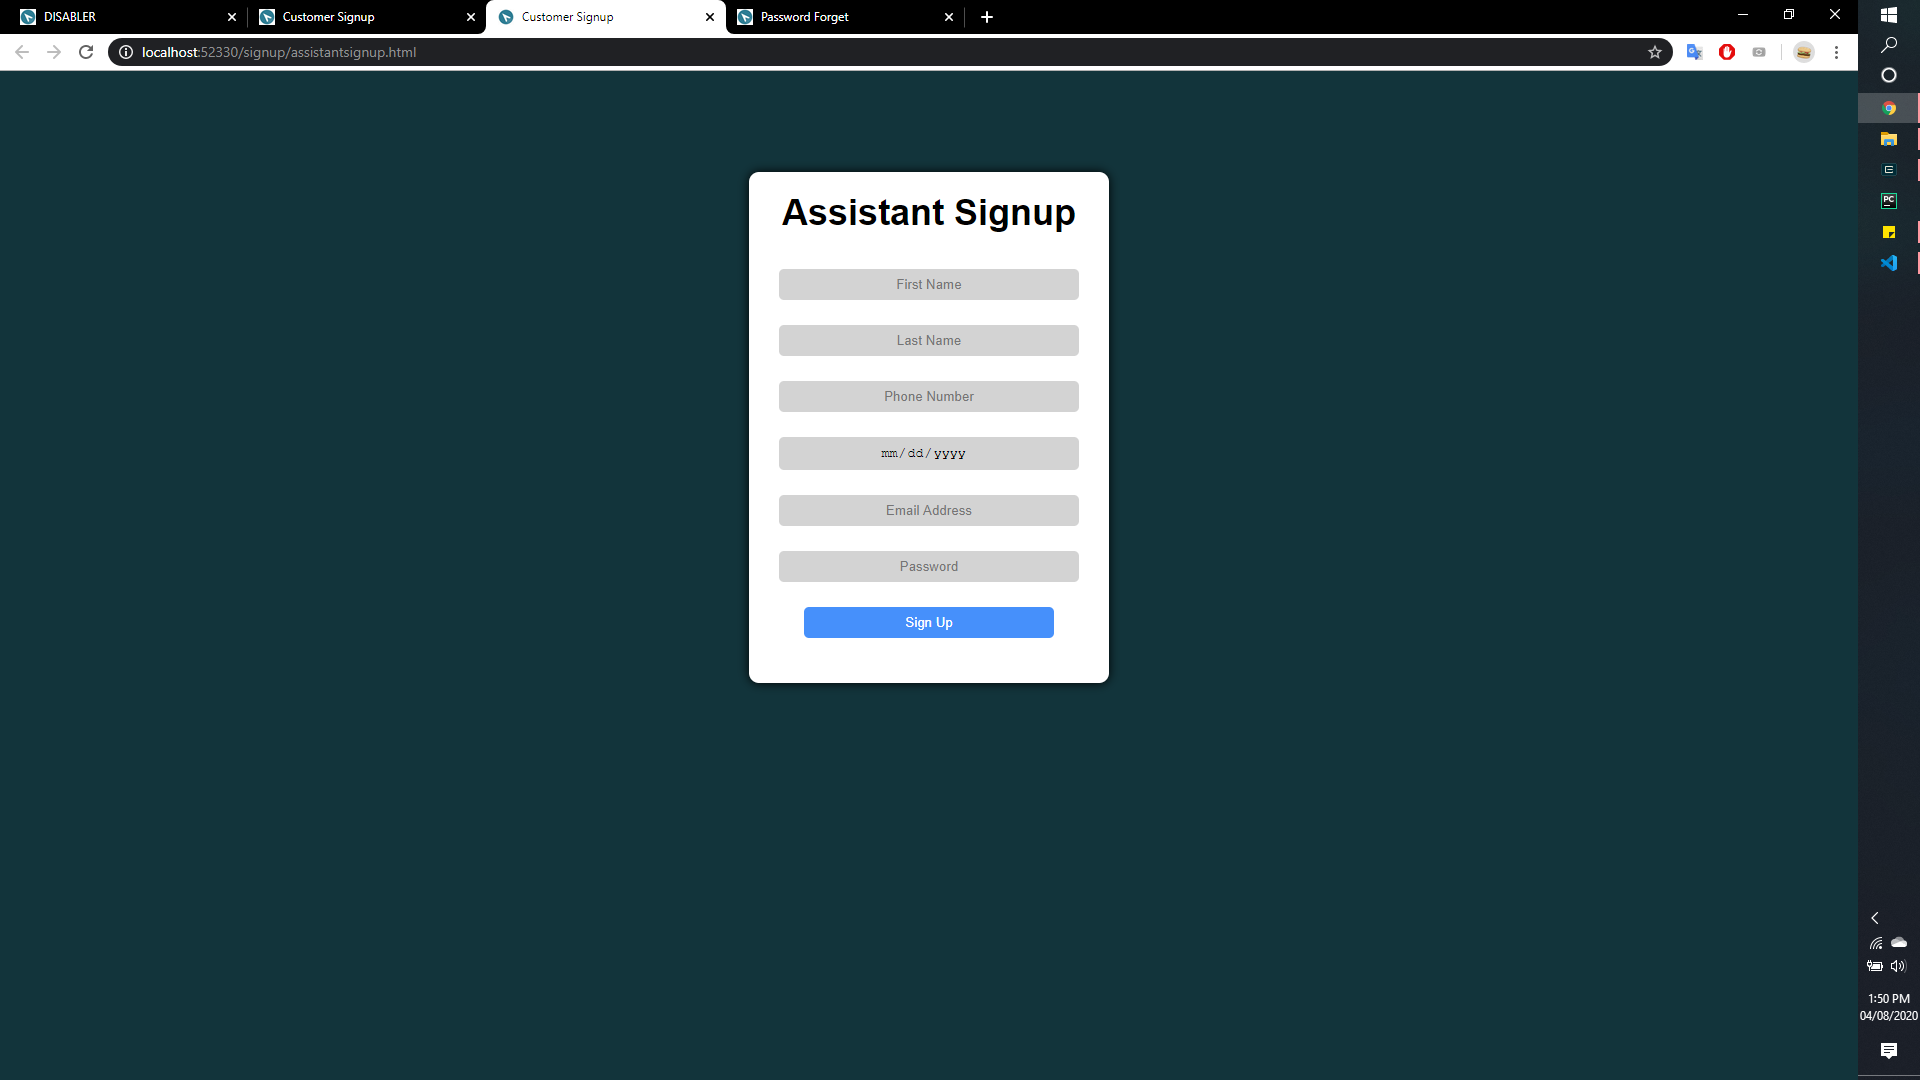 DISABLER
Customer Signup
Customer Signup
Password Forget
localhost:52330/signup/assistantsignup.html
Assistant Signup
First Name
Last Name
Phone Number
mm/dd/yyyy
Email Address
Password
Sign Up
PC
1:50 PM
04/08/2020